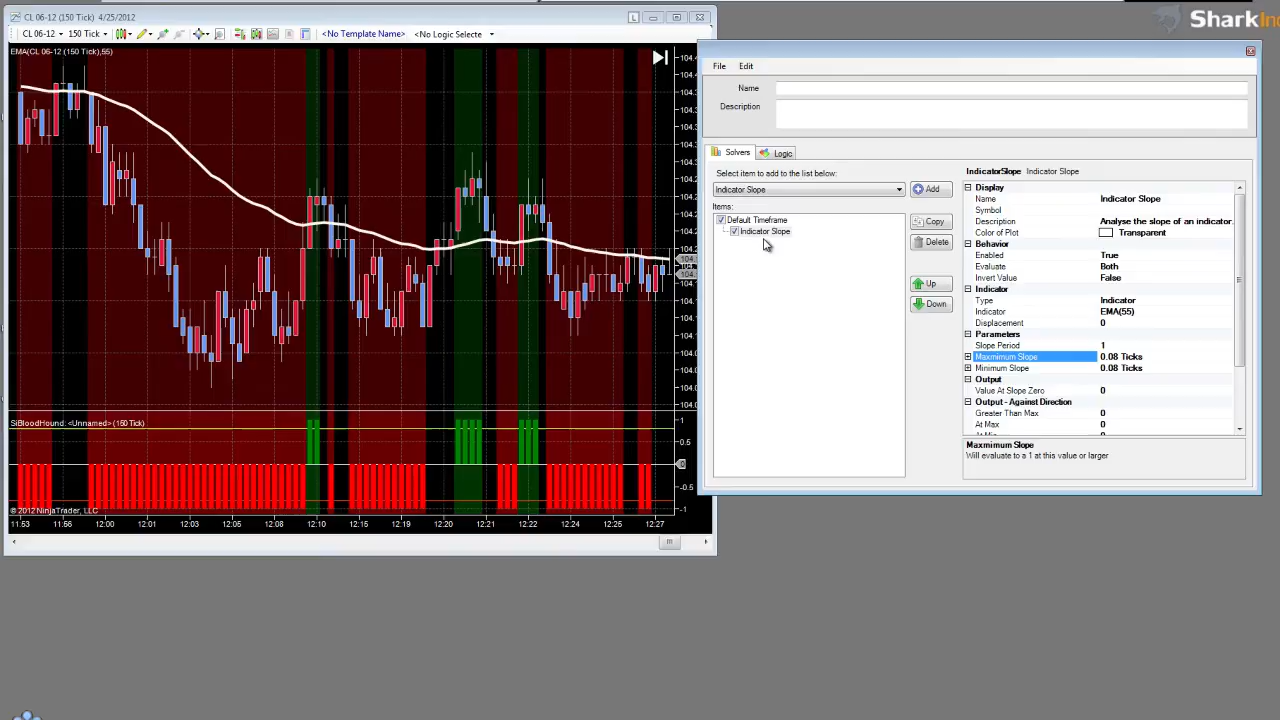 CL 06-12 (150 Tick) 4/25/2012
L
CL 06-12 150 Tick <No Template Name> <No Logic Selecte
EMA(CL 06-12 (150 Tick),55)
SiBloodHound: <Unnamed> (150 Tick)
1
0.5
0
-0.5
-1
© 2012 NinjaTrader, LLC
11:53 11:56 12:00 12:01 12:03 12:05 12:08 12:10 12:15 12:19 12:20 12:21 12:22 12:24 12:25 12:27
Shark
File Edit
Name
Description
Solvers Logic
Select item to add to the list below:
Indicator Slope
Add
Items:
Default Timeframe
Indicator Slope
Copy
Delete
Up
Down
IndicatorSlope Indicator Slope
Display
Name Indicator Slope
Symbol
Description Analyse the slope of an indicator.
Color of Plot Transparent
Behavior
Enabled True
Evaluate Both
Invert Value False
Indicator
Type Indicator
Indicator EMA(55)
Displacement 0
Parameters
Slope Period 1
Maxmimum Slope 0.08 Ticks
Minimum Slope 0.08 Ticks
Output
Value At Slope Zero 0
Output - Against Direction
Greater Than Max 0
At Max 0
Maxmimum Slope
Will evaluate to a 1 at this value or larger